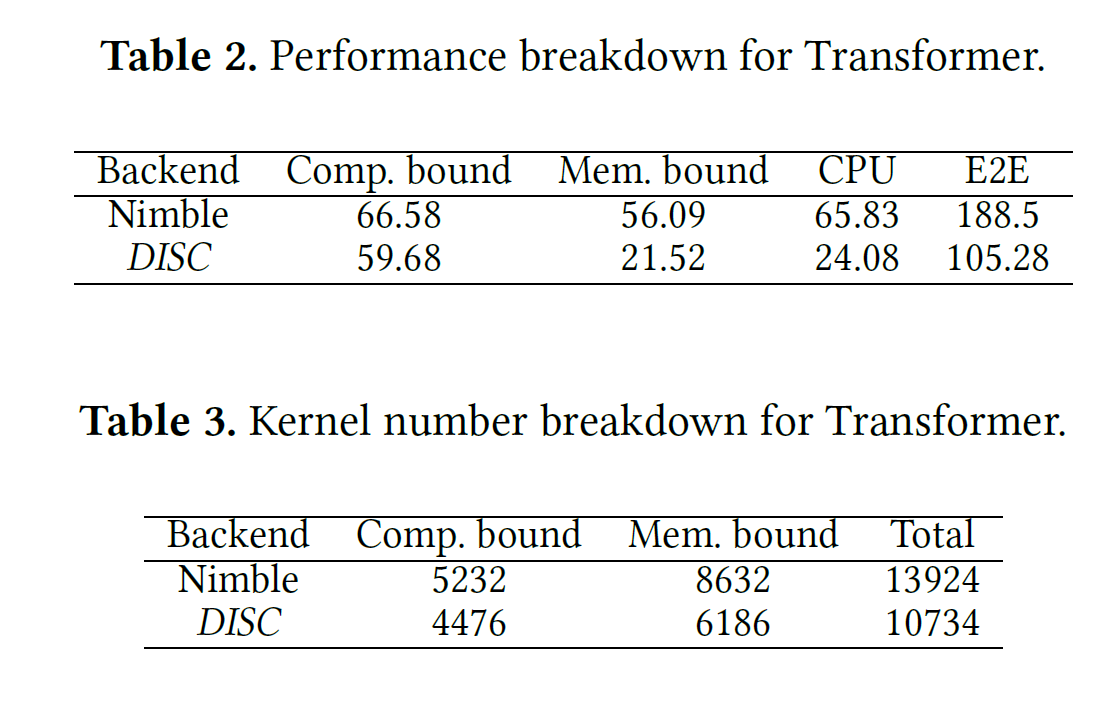 Table 2. Performance breakdown for Transformer.
Backend Comp. bound Mem. bound CPU E2E
Nimble 66.58 56.09 65.83 188.5
DISC 59.68 21.52 24.08 105.28
Table 3. Kernel number breakdown for Transformer.
Backend Comp. bound Mem. bound Total
Nimble 5232 8632 13924
DISC 4476 6186 10734